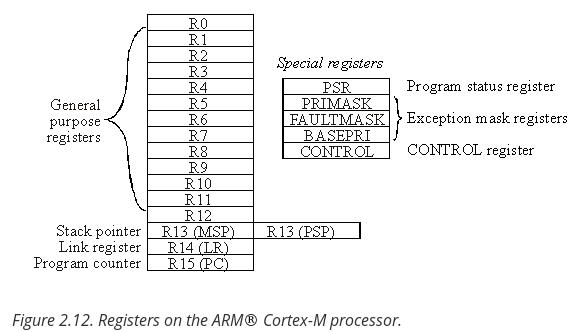 R0
R1
R2
R3
R4
R5
R6
R7
R8
R9
R10
R11
R12
General
purpose
registers
Stack pointer R13 (MSP) R13 (PSP)
Link register R14 (LR)
Program counter R15 (PC)
Special registers
PSR Program status register
PRIMASK
FAULTMASK Exception mask registers
BASEPRI
CONTROL CONTROL register
Figure 2.12. Registers on the ARM® Cortex-M processor.